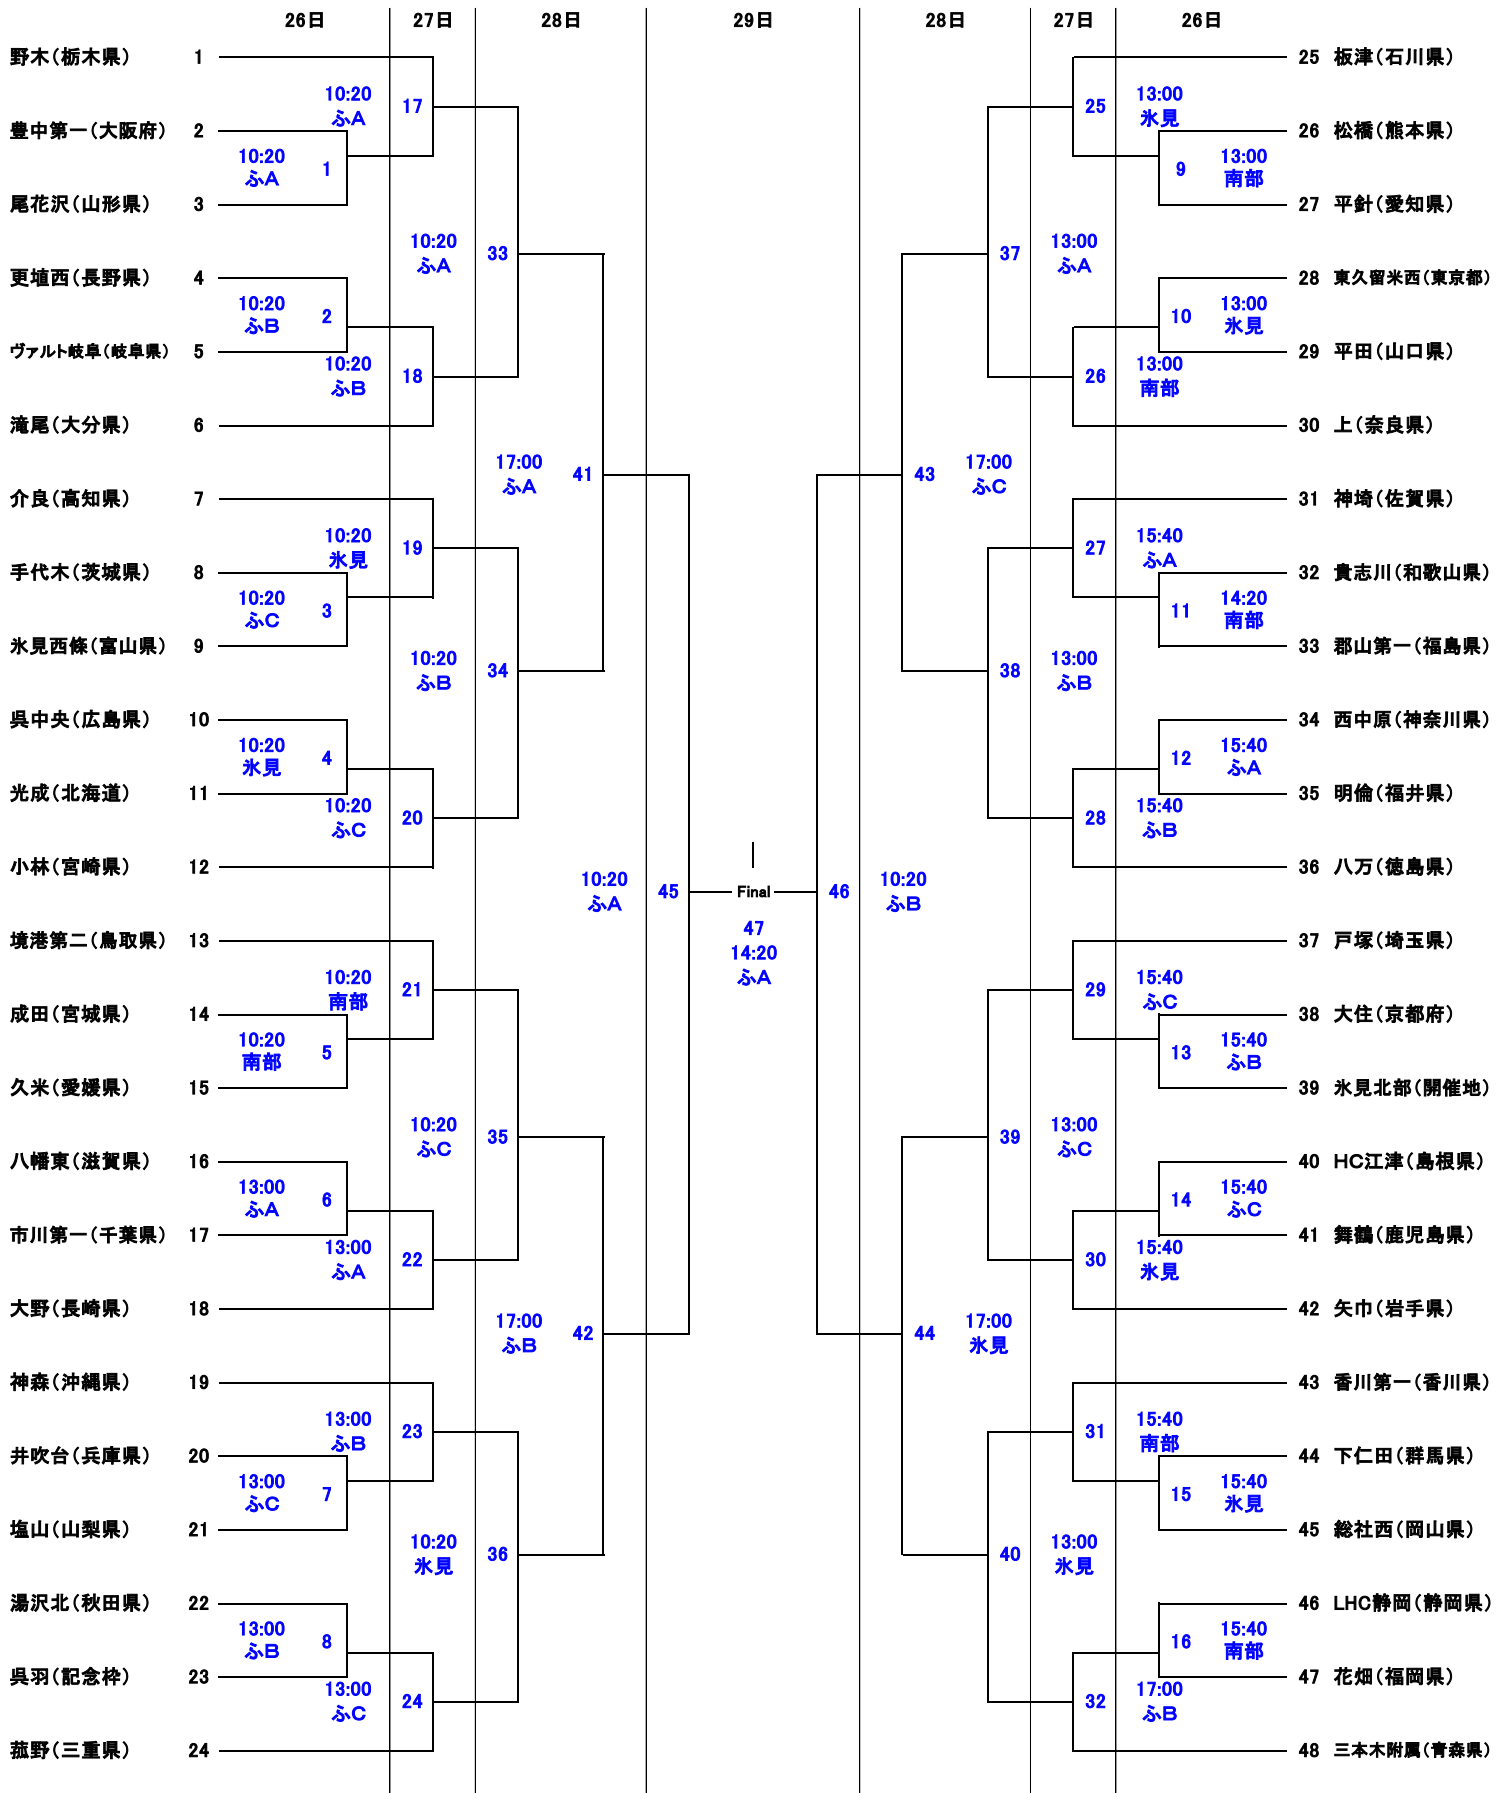 26日 27日 28日 29日 28日 27日 26日
野木（栃木県） 1
10:20
ふA
17
豊中第一（大阪府） 2
10:20
ふA
1
尾花沢（山形県） 3
10:20
ふA
33
更埴西（長野県） 4
10:20
ふB
2
ヴァルト岐阜（岐阜県） 5
10:20
ふB
18
滝尾（大分県） 6
17:00
ふA
41
介良（高知県） 7
10:20
氷見
19
手代木（茨城県） 8
10:20
ふC
3
氷見西條（富山県） 9
10:20
ふB
34
呉中央（広島県） 10
10:20
氷見
4
光成（北海道） 11
10:20
ふC
20
小林（宮崎県） 12
10:20
ふA
45
境港第二（鳥取県） 13
10:20
南部
21
成田（宮城県） 14
10:20
南部
5
久米（愛媛県） 15
10:20
ふC
35
八幡東（滋賀県） 16
13:00
ふA
6
市川第一（千葉県） 17
13:00
ふA
22
大野（長崎県） 18
17:00
ふB
42
神森（沖縄県） 19
13:00
ふB
23
井吹台（兵庫県） 20
13:00
ふC
7
塩山（山梨県） 21
10:20
氷見
36
湯沢北（秋田県） 22
13:00
ふB
8
呉羽（記念枠） 23
13:00
ふC
24
菰野（三重県） 24
Final
47
14:20
ふA
25 板津（石川県）
25
13:00
氷見
26 松橋（熊本県）
9
13:00
南部
27 平針（愛知県）
37
13:00
ふA
28 東久留米西（東京都）
10
13:00
氷見
29 平田（山口県）
26
13:00
南部
30 上（奈良県）
43
17:00
ふC
31 神埼（佐賀県）
27
15:40
ふA
32 貴志川（和歌山県）
11
14:20
南部
33 郡山第一（福島県）
38
13:00
ふB
34 西中原（神奈川県）
12
15:40
ふA
35 明倫（福井県）
28
15:40
ふB
36 八万（徳島県）
46
10:20
ふB
37 戸塚（埼玉県）
29
15:40
ふC
38 大住（京都府）
13
15:40
ふB
39 氷見北部（開催地）
39
13:00
ふC
40 HC江津（島根県）
14
15:40
ふC
41 舞鶴（鹿児島県）
30
15:40
氷見
42 矢巾（岩手県）
44
17:00
氷見
43 香川第一（香川県）
31
15:40
南部
44 下仁田（群馬県）
15
15:40
氷見
45 総社西（岡山県）
40
13:00
氷見
46 LHC静岡（静岡県）
16
15:40
南部
47 花畑（福岡県）
32
17:00
ふB
48 三本木附属（青森県）